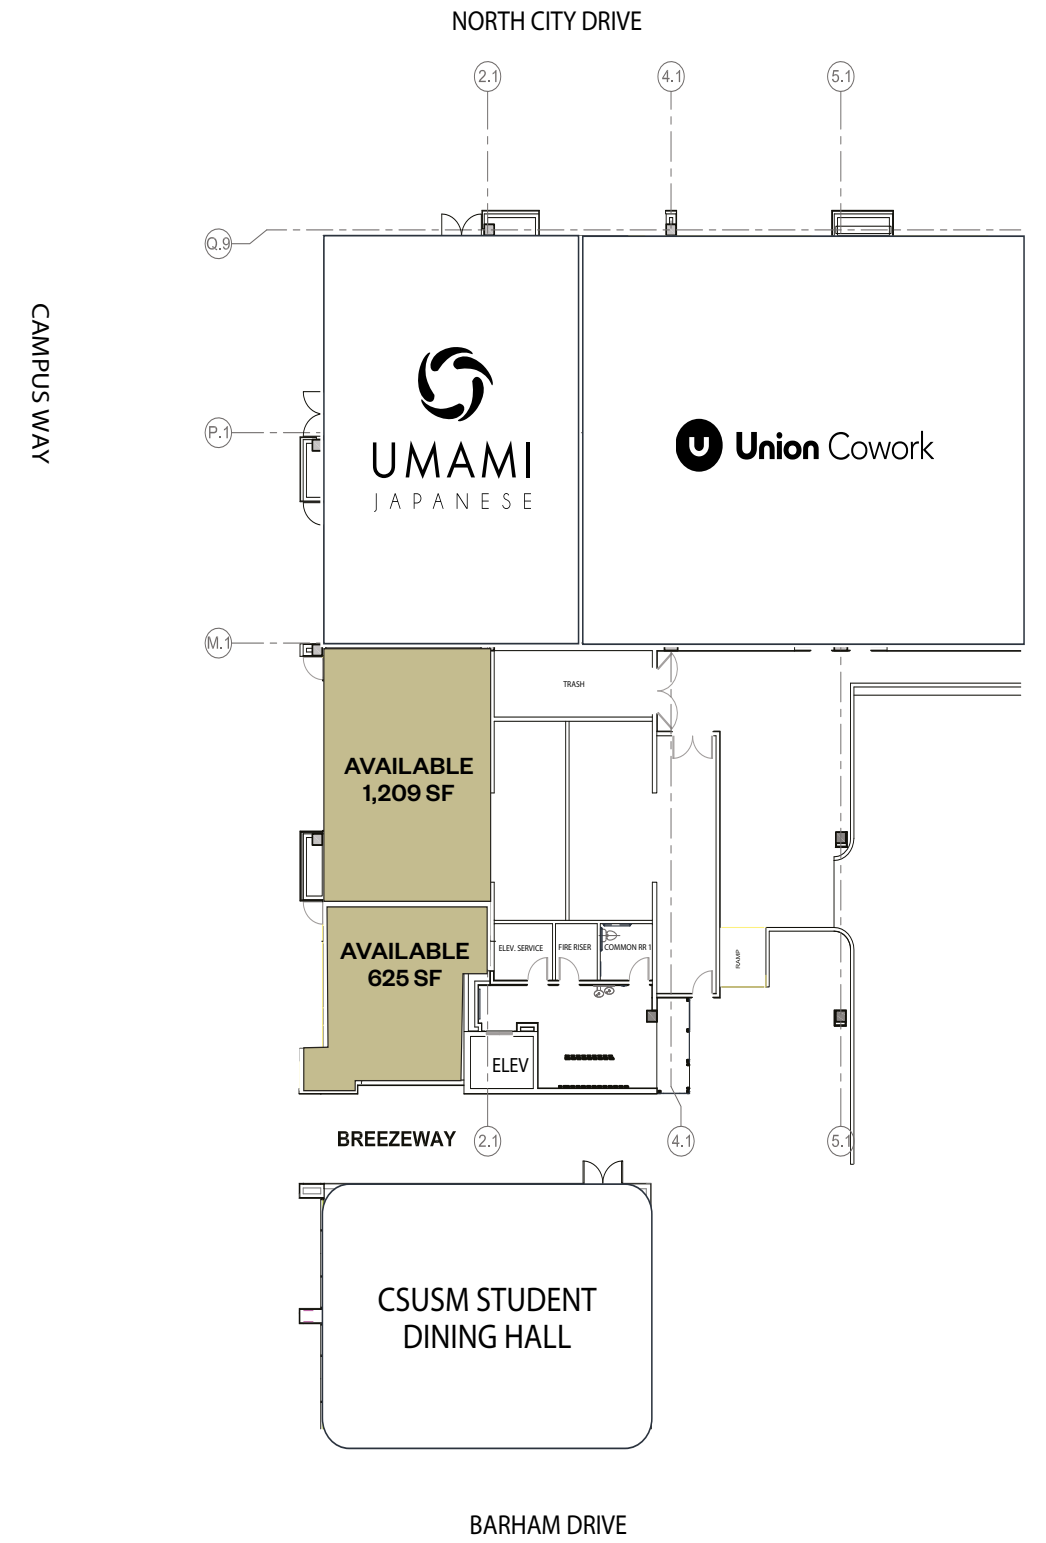 NORTH CITY DRIVE
2.1
4.1
5.1
Q.9
CAMPUS WAY
P.1
UMAMI
JAPANESE
U Union Cowork
M.1
TRASH
AVAILABLE
1,209 SF
AVAILABLE
625 SF
ELEV. SERVICE
FIRE RISER
COMMON RR 1
RAMP
ELEV
BREEZEWAY
2.1
4.1
5.1
CSUSM STUDENT
DINING HALL
BARHAM DRIVE